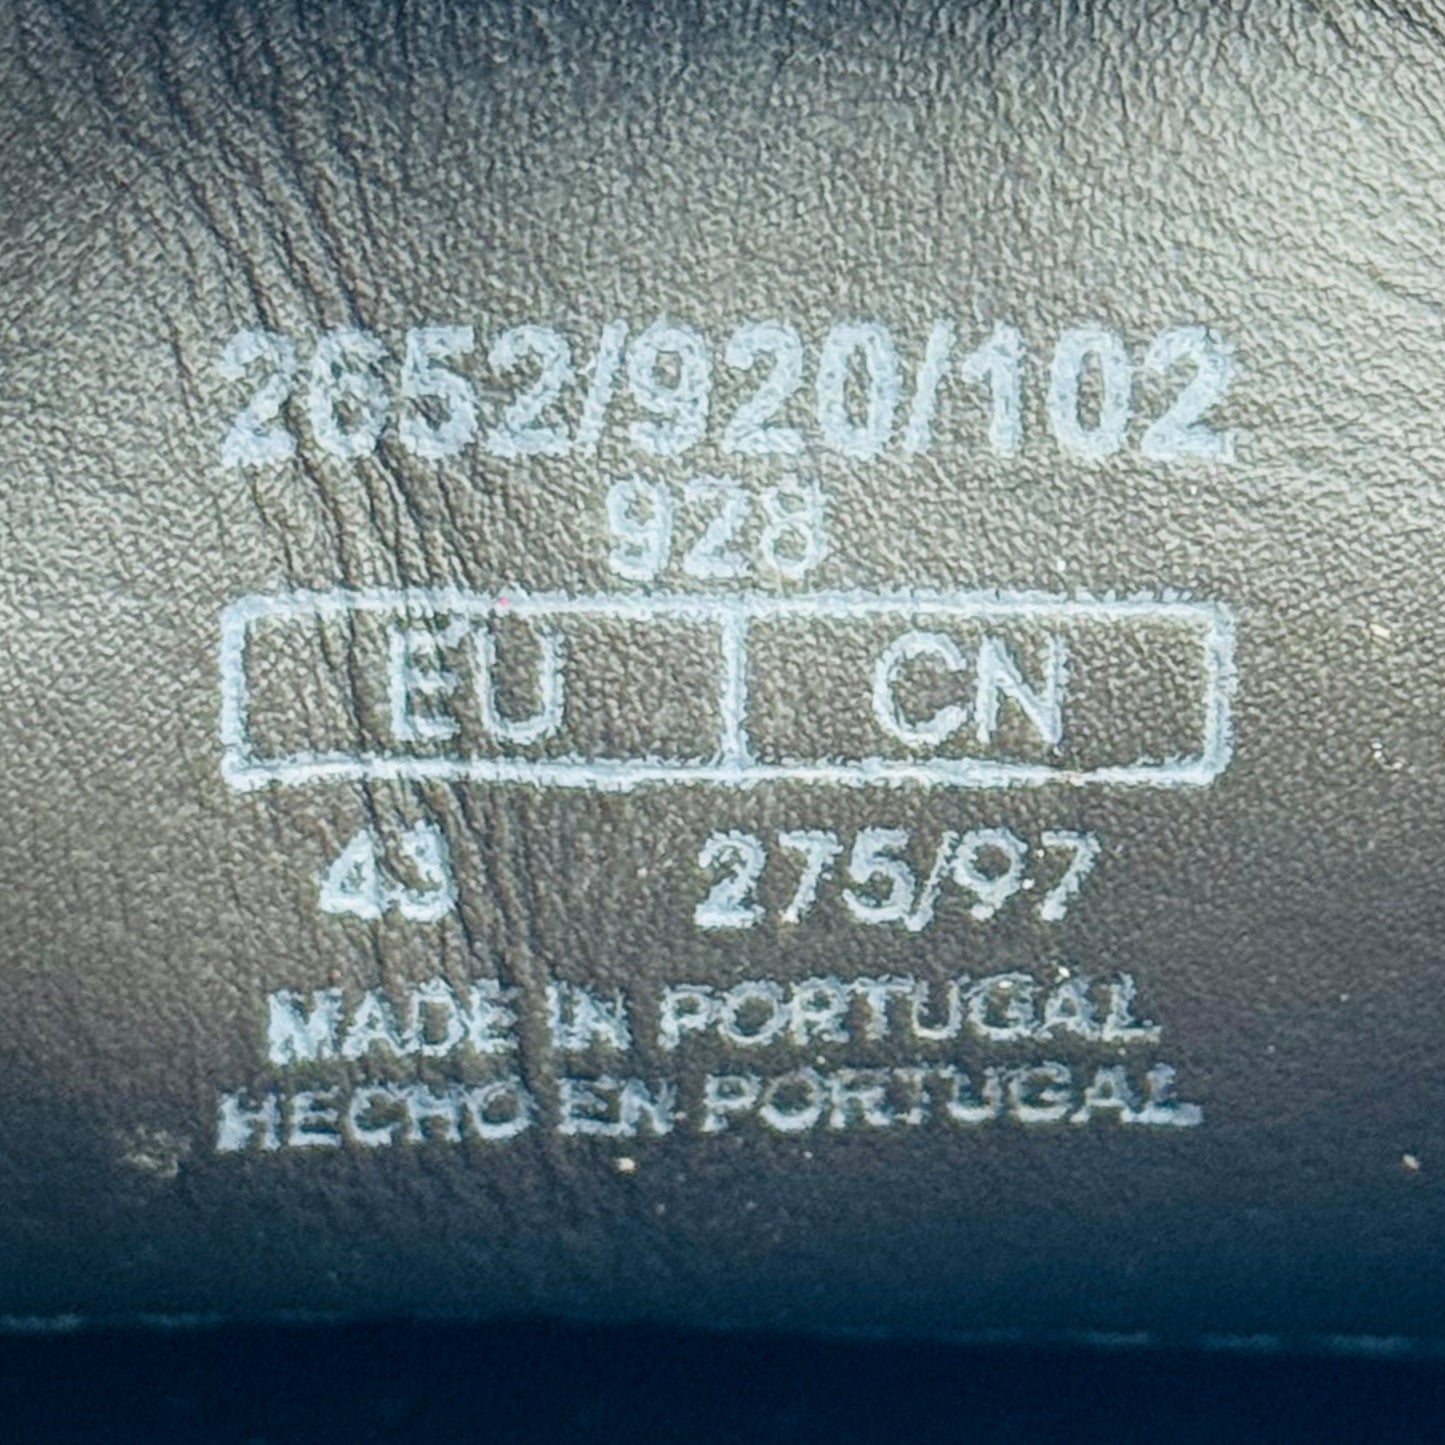 2652/920/102
928
EU CN
43 275/97
MADE IN PORTUGAL
HECHO EN PORTUGAL